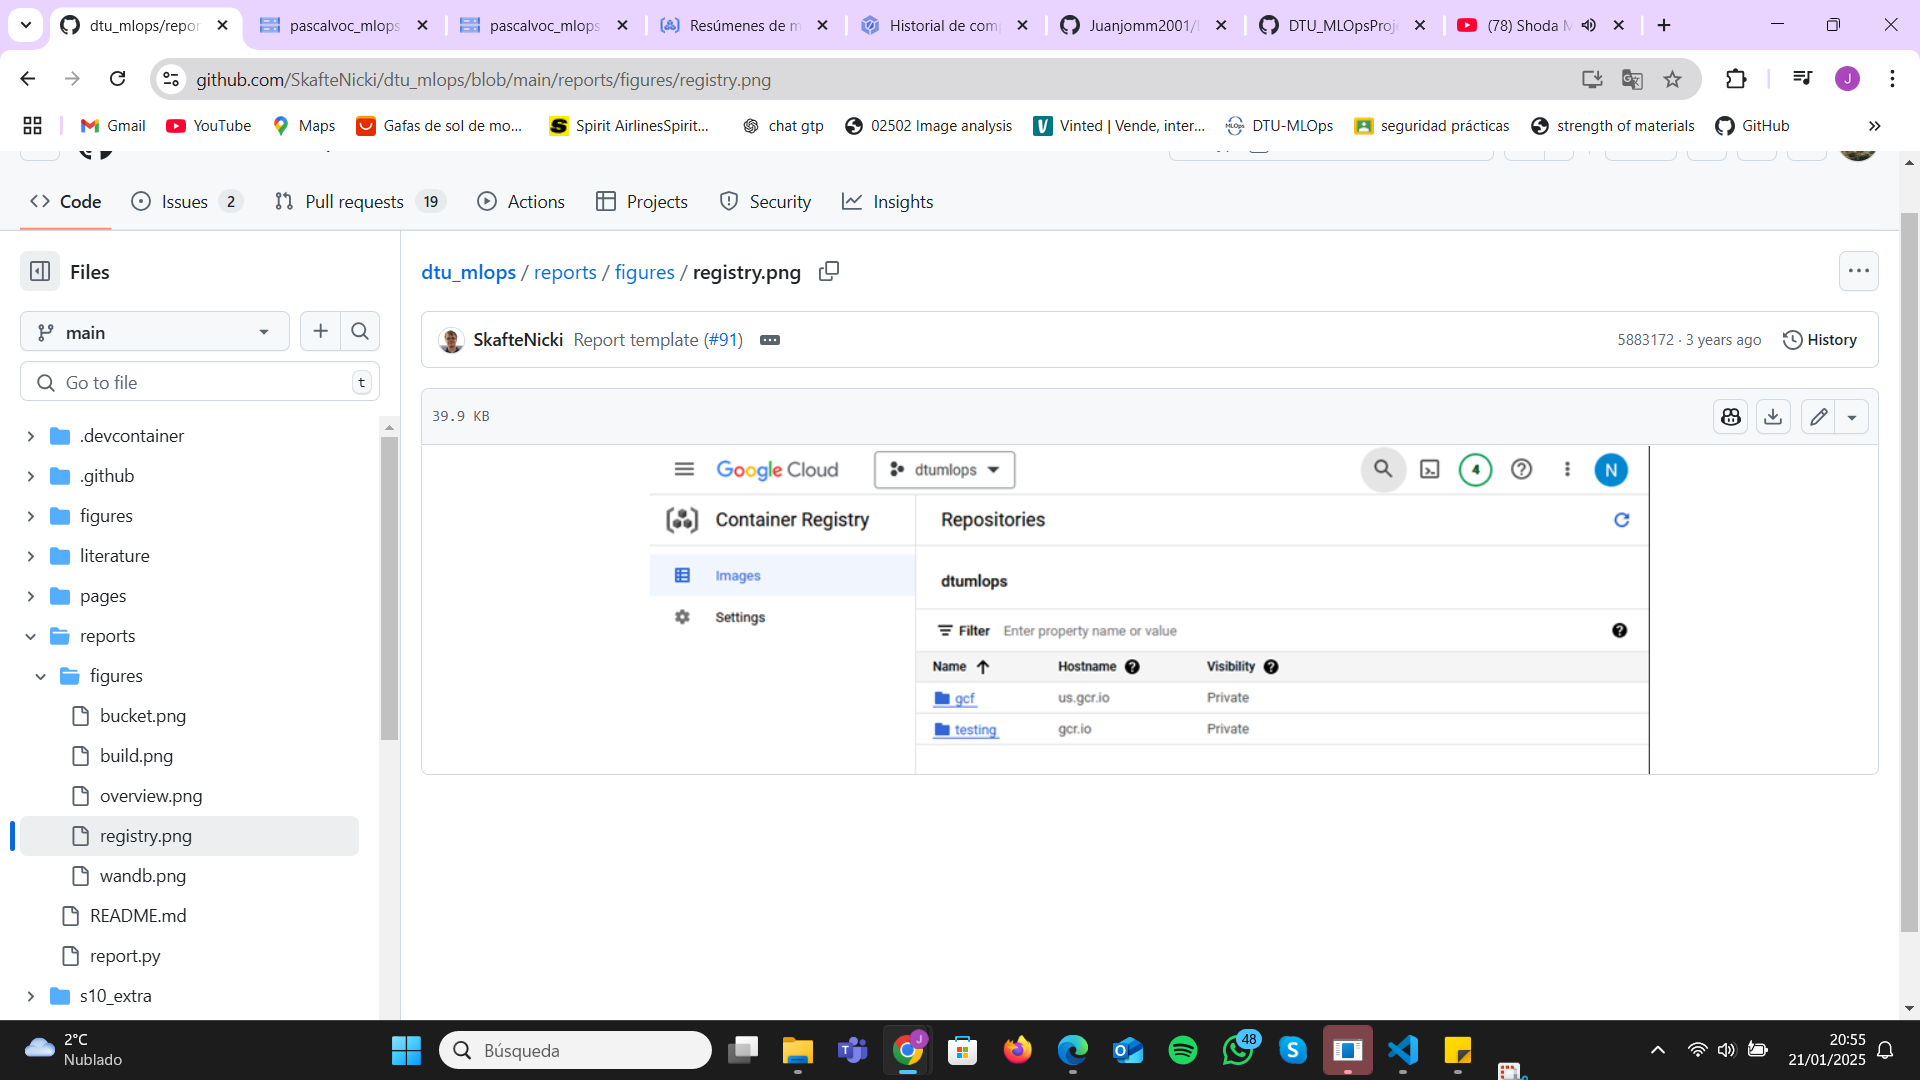 dtu_mlops/repor
pascalvoc_mlops
pascalvoc_mlops
Resúmenes de m
Historial de com
Juanjomm2001/
DTU_MLOpsProj
(78) Shoda M
github.com/SkafteNicki/dtu_mlops/blob/main/reports/figures/registry.png
J
Gmail
YouTube
Maps
Gafas de sol de mo...
Spirit AirlinesSpirit...
chat gtp
02502 Image analysis
Vinted | Vende, inter...
DTU-MLOps
seguridad prácticas
strength of materials
GitHub
»
Code
Issues 2
Pull requests 19
Actions
Projects
Security
Insights
Files
main
Go to file
t
.devcontainer
.github
figures
literature
pages
reports
figures
bucket.png
build.png
overview.png
registry.png
wandb.png
README.md
report.py
s10_extra
dtu_mlops / reports / figures / registry.png
SkafteNicki Report template (#91)
5883172 · 3 years ago
History
39.9 KB
Google Cloud
dtumlops
4
N
Container Registry
Repositories
Images
Settings
dtumlops
Filter Enter property name or value
Name Hostname Visibility
gcf us.gcr.io Private
testing gcr.io Private
2°C
Nublado
Búsqueda
J
48
20:55
21/01/2025